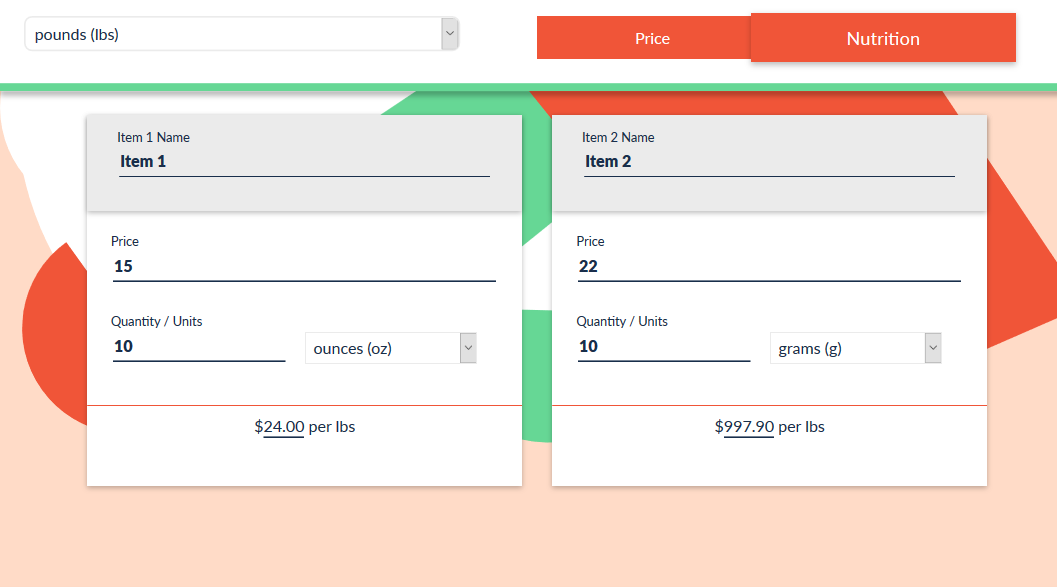 pounds (lbs)
Price
Nutrition
Item 1 Name
Item 1
Price
15
Quantity / Units
10
ounces (oz)
$24.00 per lbs
Item 2 Name
Item 2
Price
22
Quantity / Units
10
grams (g)
$997.90 per lbs